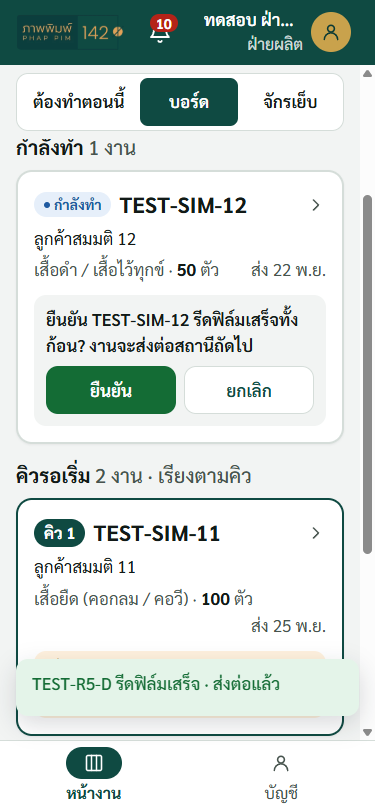 ภาพพิมพ์
PHAP PIM
142
10
ทดสอบ ฝ่า...
ฝ่ายผลิต
ต้องทำตอนนี้ บอร์ด จักรเย็บ
กำลังทำ 1 งาน
กำลังทำ TEST-SIM-12
ลูกค้าสมมติ 12
เสื้อดำ / เสื้อไว้ทุกข์ · 50 ตัว ส่ง 22 พ.ย.
ยืนยัน TEST-SIM-12 รีดฟิล์มเสร็จทั้ง
ก้อน? งานจะส่งต่อสถานีถัดไป
ยืนยัน ยกเลิก
คิวรอเริ่ม 2 งาน · เรียงตามคิว
คิว 1 TEST-SIM-11
ลูกค้าสมมติ 11
เสื้อยืด (คอกลม / คอวี) · 100 ตัว
ส่ง 25 พ.ย.
TEST-R5-D รีดฟิล์มเสร็จ · ส่งต่อแล้ว
หน้างาน บัญชี